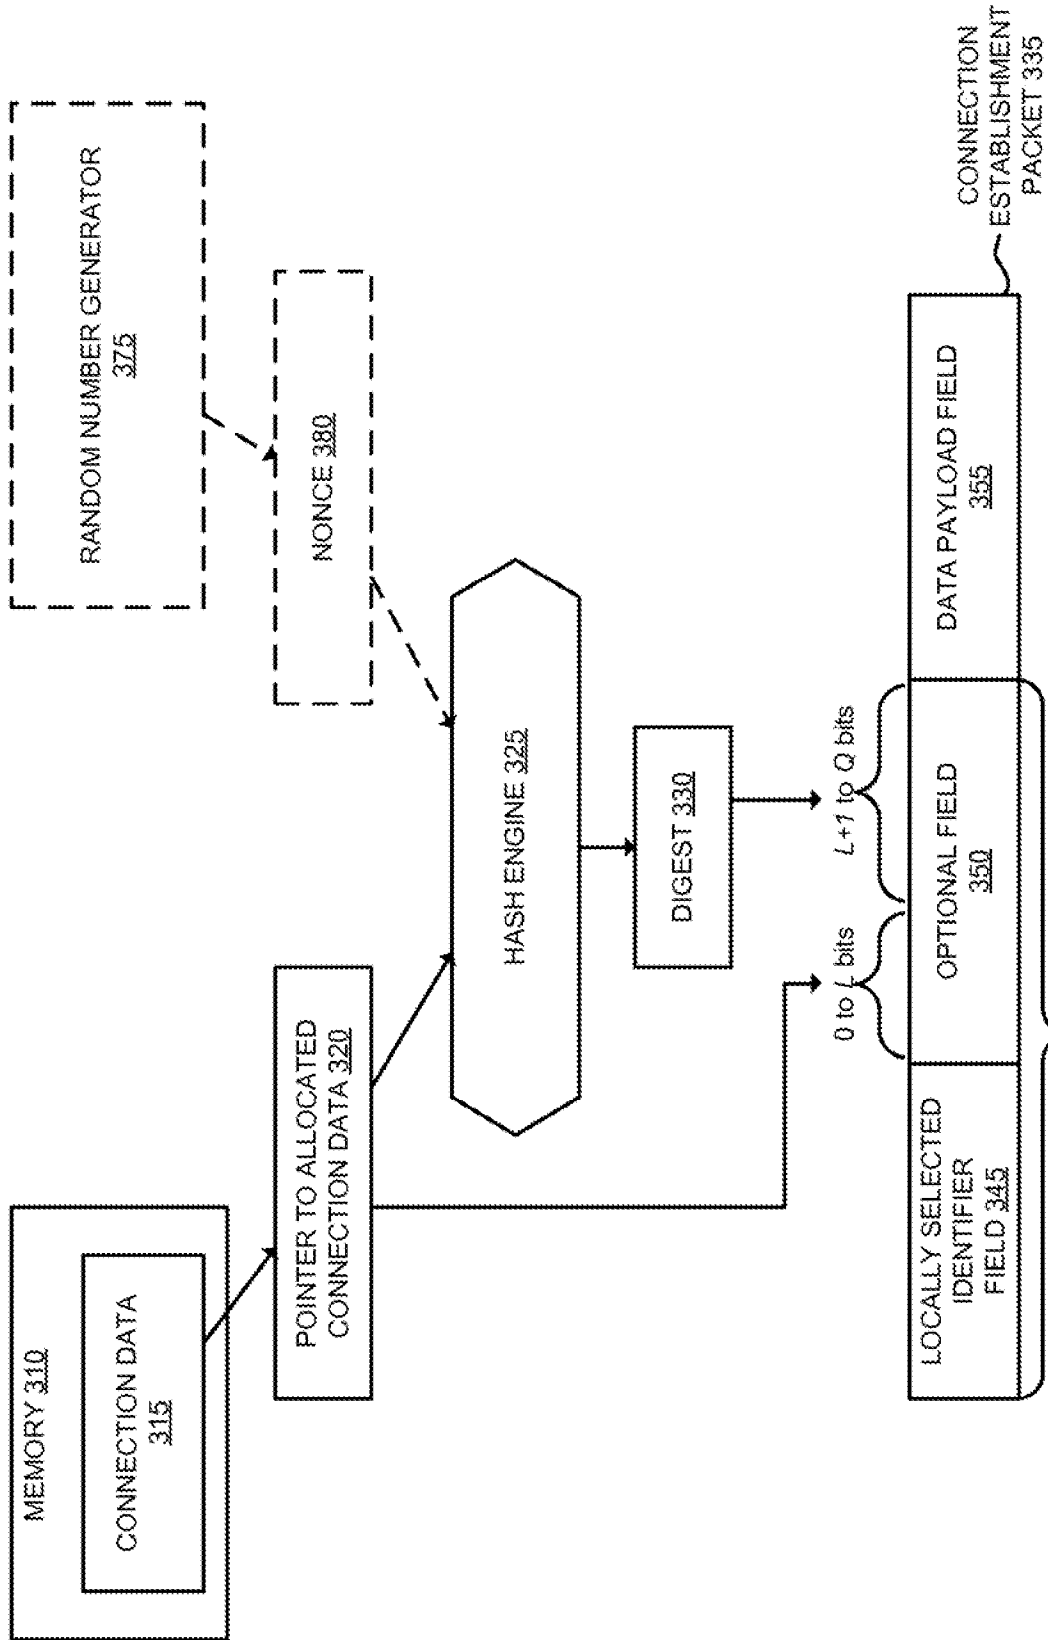 MEMORY 310
CONNECTION DATA
315
RANDOM NUMBER GENERATOR
375
POINTER TO ALLOCATED
CONNECTION DATA 320
NONCE 380
HASH ENGINE 325
DIGEST 330
0 to L bits
L+1 to Q bits
LOCALLY SELECTED
IDENTIFIER
FIELD 345
OPTIONAL FIELD
350
DATA PAYLOAD FIELD
355
CONNECTION
ESTABLISHMENT
PACKET 335